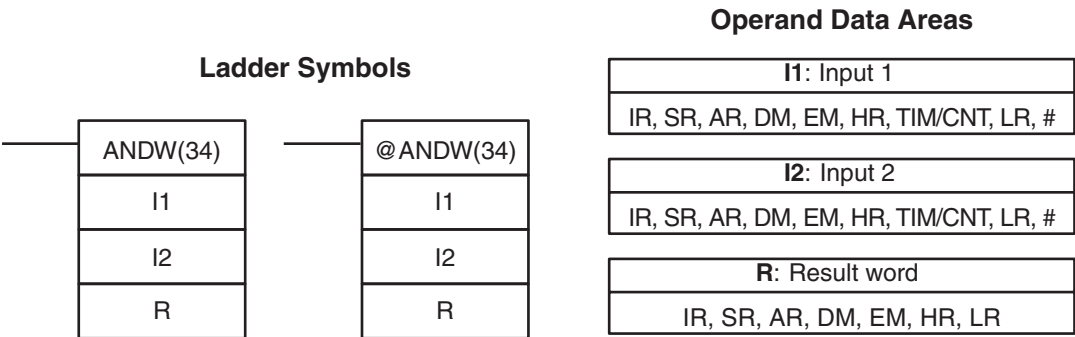 Ladder Symbols
ANDW(34)
I1
I2
R
@ANDW(34)
I1
I2
R
Operand Data Areas
I1: Input 1
IR, SR, AR, DM, EM, HR, TIM/CNT, LR, #
I2: Input 2
IR, SR, AR, DM, EM, HR, TIM/CNT, LR, #
R: Result word
IR, SR, AR, DM, EM, HR, LR